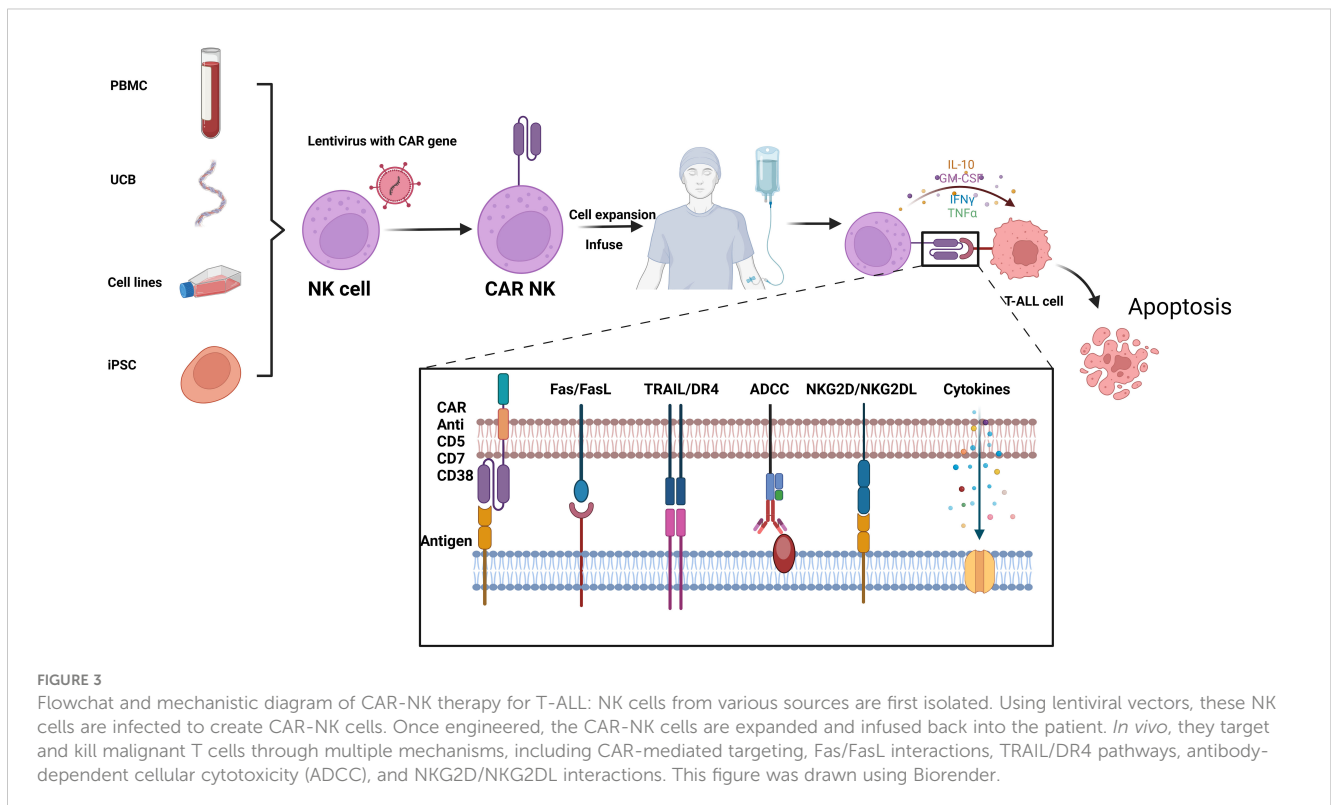 PBMC
UCB
Cell lines
iPSC
Lentivirus with CAR gene
NK cell
CAR NK
Cell expansion
Infuse
IL-10
GM-CSF
IFNγ
TNFα
T-ALL cell
Apoptosis
CAR
Anti
CD5
CD7
CD38
Antigen
Fas/FasL
TRAIL/DR4
ADCC
NKG2D/NKG2DL
Cytokines
FIGURE 3
Flowchat and mechanistic diagram of CAR-NK therapy for T-ALL: NK cells from various sources are first isolated. Using lentiviral vectors, these NK
cells are infected to create CAR-NK cells. Once engineered, the CAR-NK cells are expanded and infused back into the patient. In vivo, they target
and kill malignant T cells through multiple mechanisms, including CAR-mediated targeting, Fas/FasL interactions, TRAIL/DR4 pathways, antibody-
dependent cellular cytotoxicity (ADCC), and NKG2D/NKG2DL interactions. This figure was drawn using Biorender.